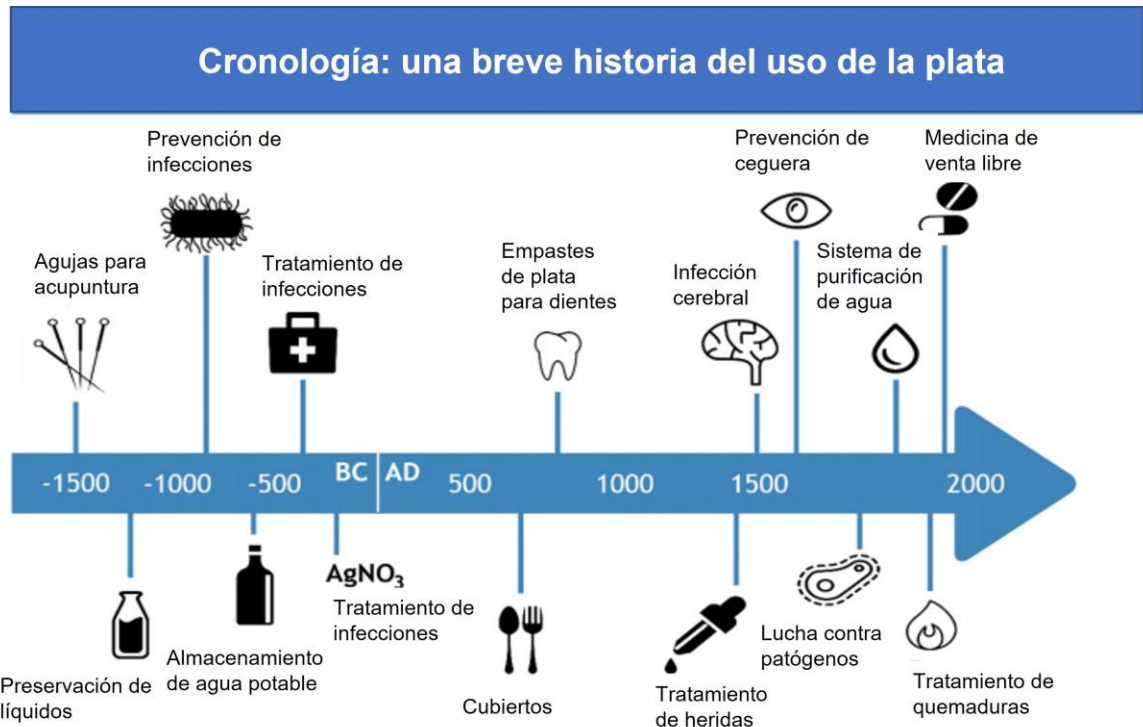 Cronología: una breve historia del uso de la plata
Prevención de
infecciones
Prevención de
ceguera
Medicina de
venta libre
Agujas para
acupuntura
Tratamiento de
infecciones
Empastes
de plata
para dientes
Infección
cerebral
Sistema de
purificación
de agua
-1500 -1000 -500 BC AD 500 1000 1500 2000
AgNO₃
Tratamiento de
infecciones
Preservación de
líquidos
Almacenamiento
de agua potable
Cubiertos
Tratamiento
de heridas
Lucha contra
patógenos
Tratamiento de
quemaduras